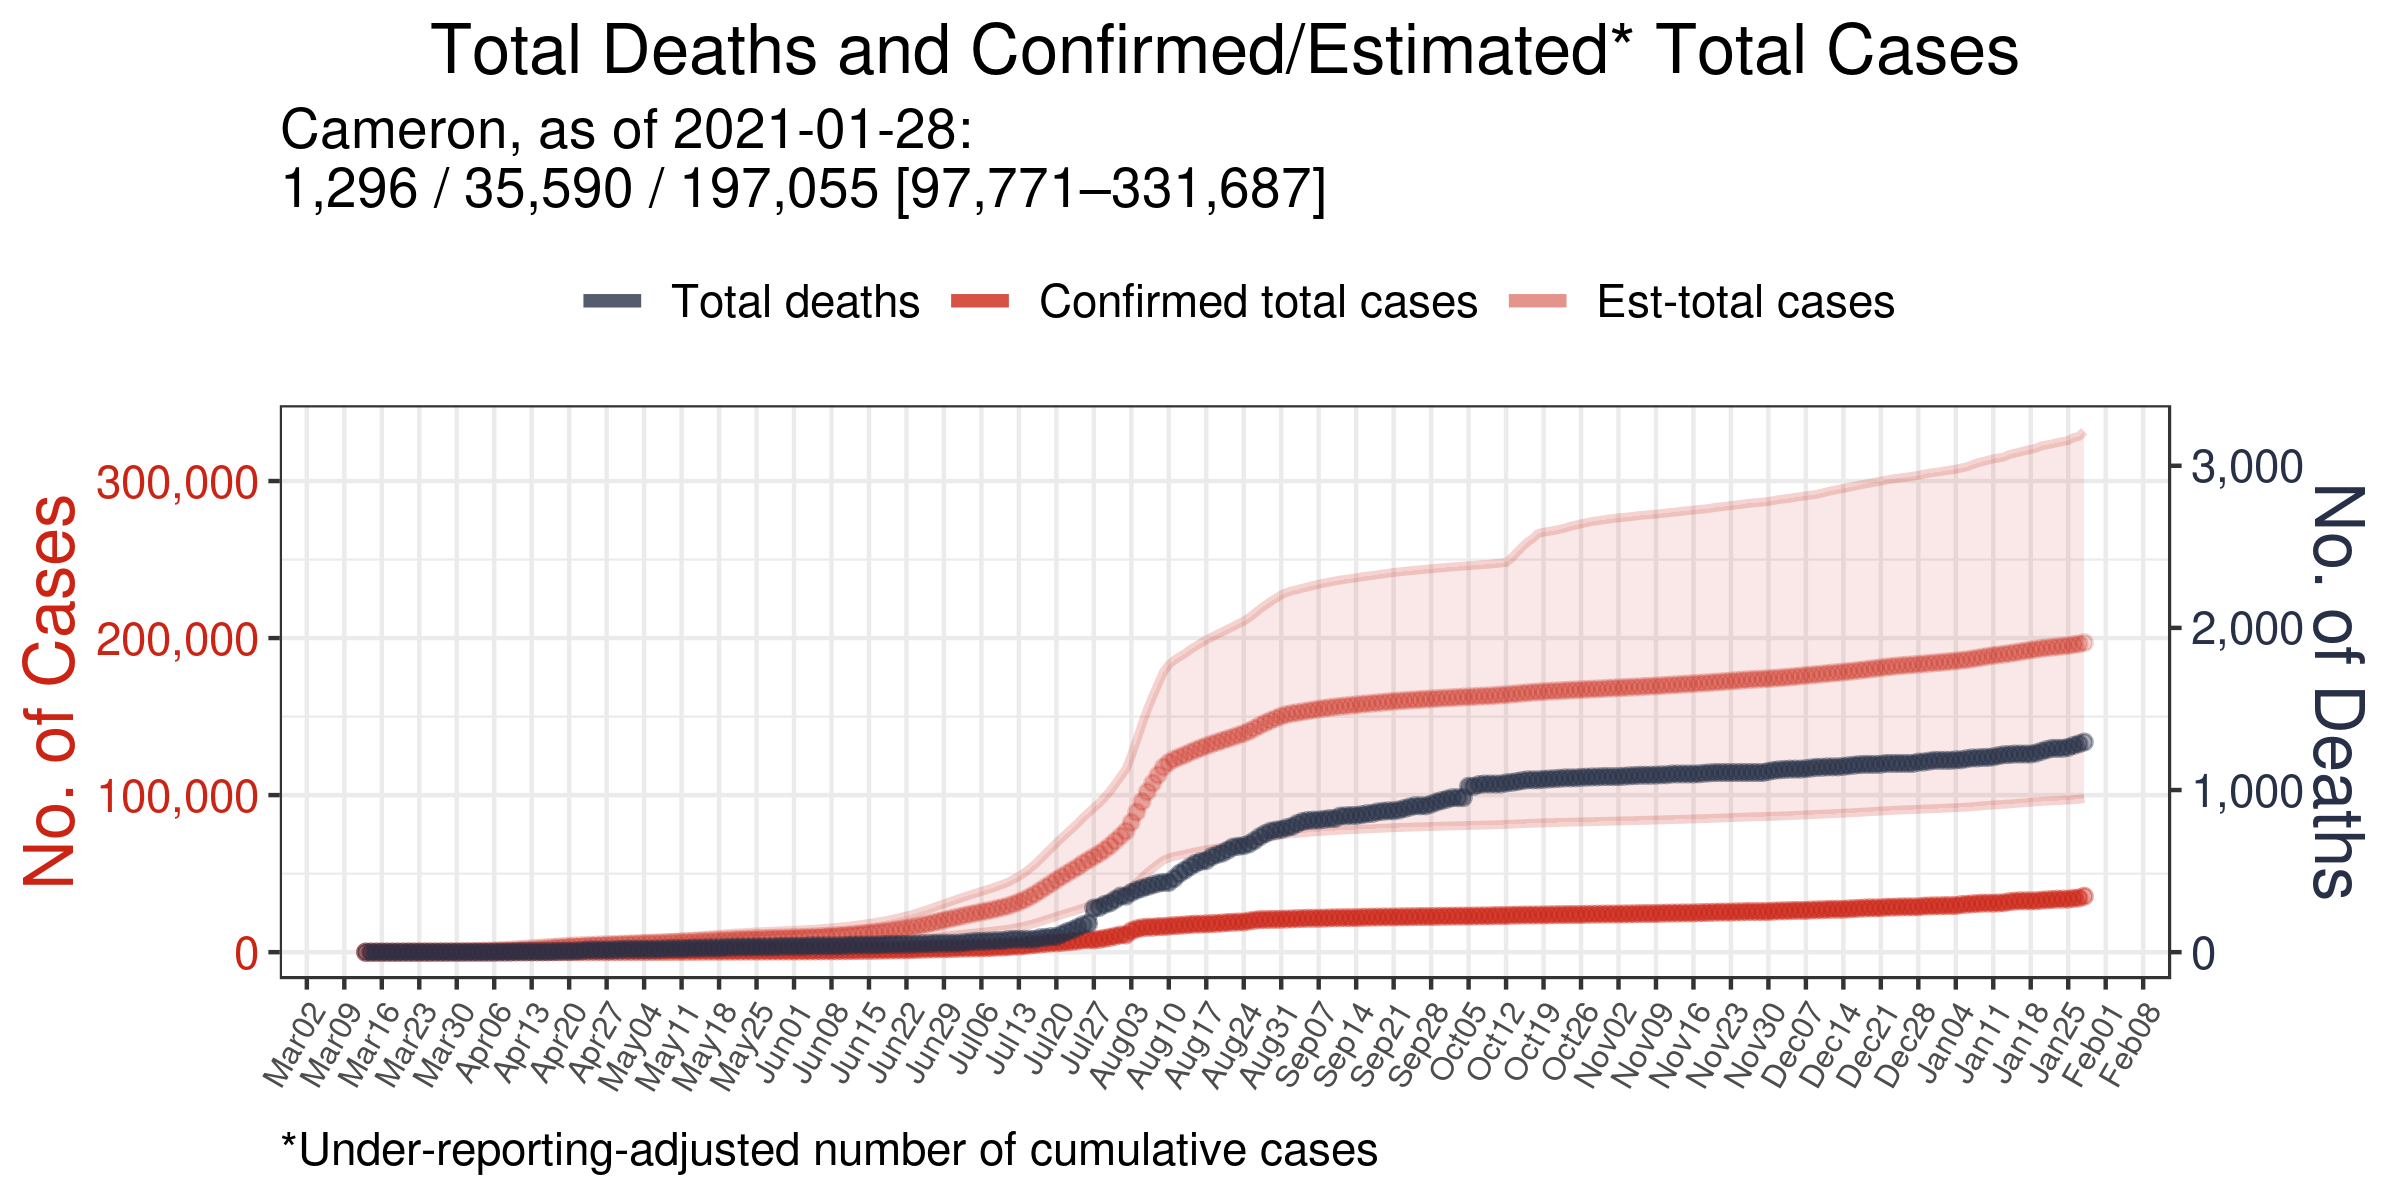 Total Deaths and Confirmed/Estimated* Total Cases
Cameron, as of 2021-01-28:
1,296 / 35,590 / 197,055 [97,771–331,687]
Total deaths
Confirmed total cases
Est-total cases
No. of Cases
300,000
200,000
100,000
0
3,000
2,000
1,000
0
No. of Deaths
Mar02
Mar09
Mar16
Mar23
Mar30
Apr06
Apr13
Apr20
Apr27
May04
May11
May18
May25
Jun01
Jun08
Jun15
Jun22
Jun29
Jul06
Jul13
Jul20
Jul27
Aug03
Aug10
Aug17
Aug24
Aug31
Sep07
Sep14
Sep21
Sep28
Oct05
Oct12
Oct19
Oct26
Nov02
Nov09
Nov16
Nov23
Nov30
Dec07
Dec14
Dec21
Dec28
Jan04
Jan11
Jan18
Jan25
Feb01
Feb08
*Under-reporting-adjusted number of cumulative cases